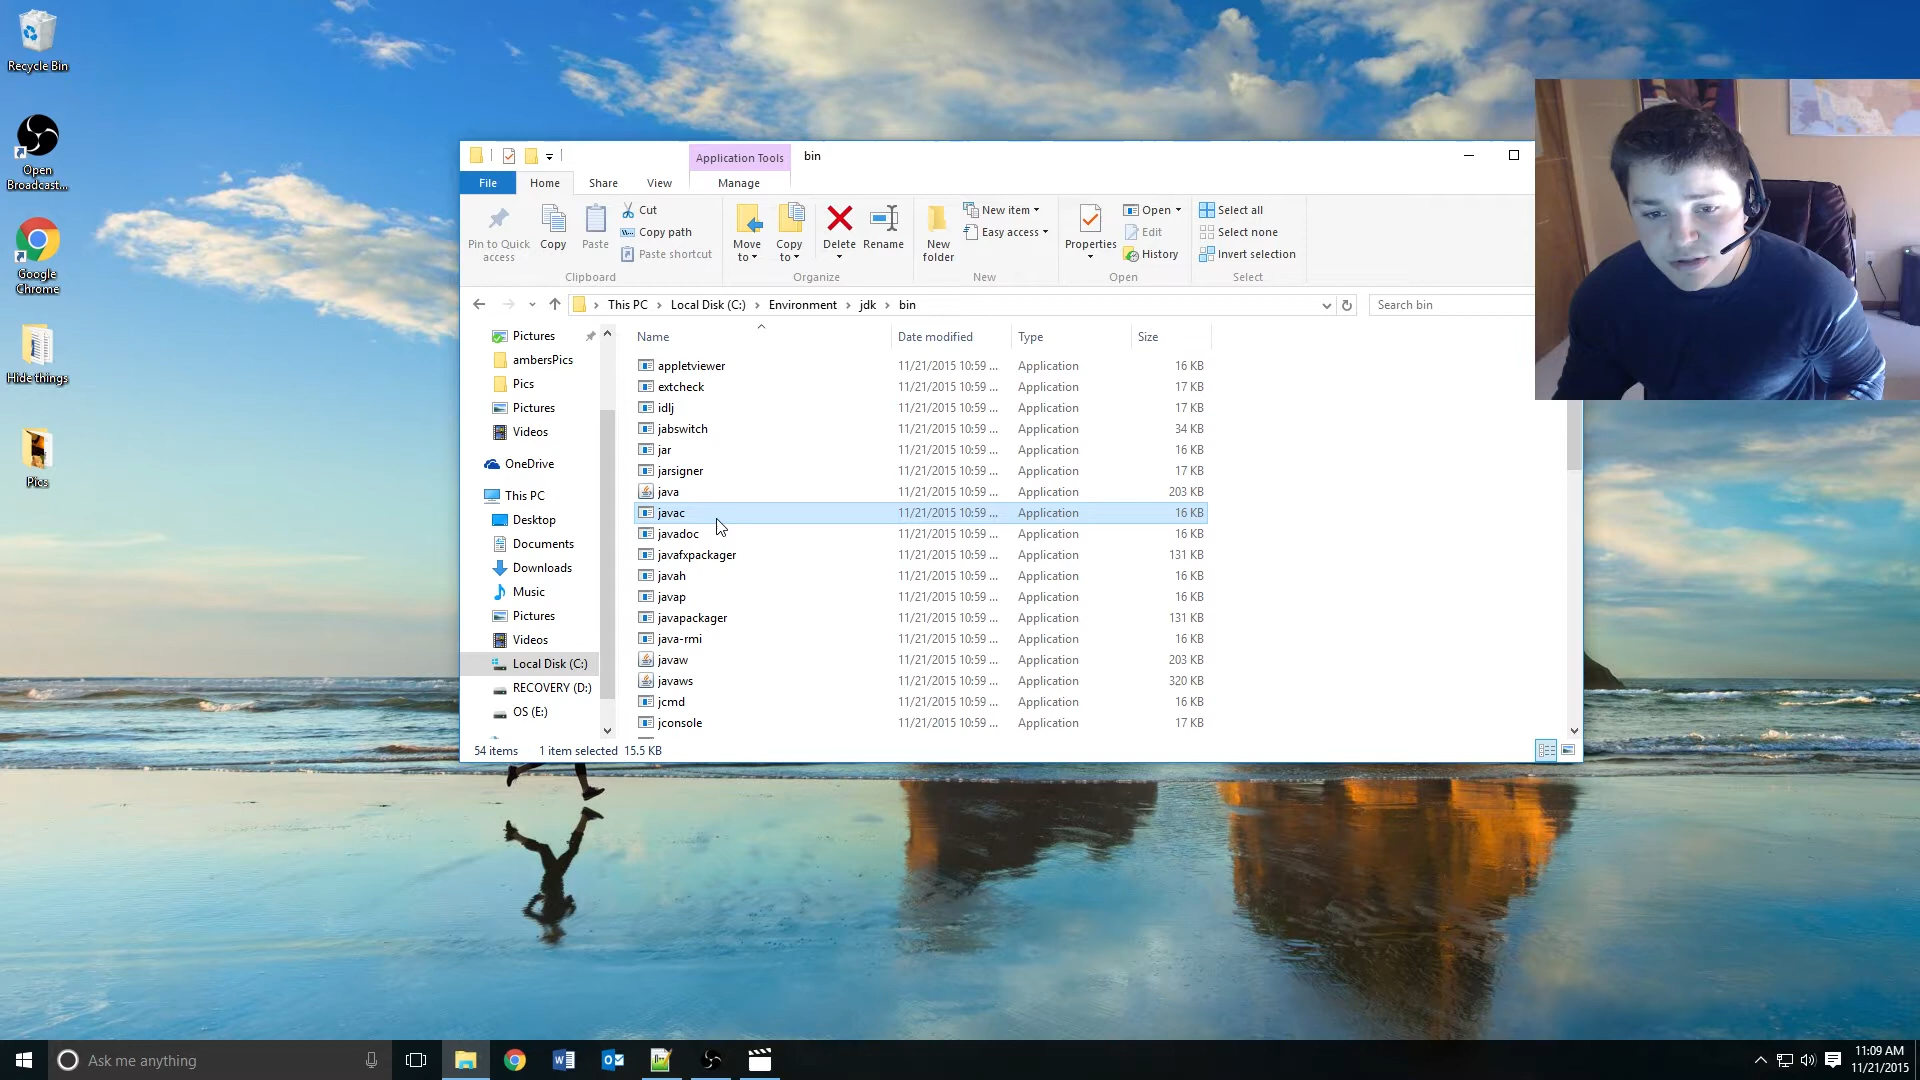 Recycle Bin
Open
Broadcast...
Google
Chrome
Hide things
Pics
Application Tools
bin
File
Home
Share
View
Manage
Pin to Quick
access
Copy
Paste
Cut
Copy path
Paste shortcut
Clipboard
Move
to
Copy
to
Delete
Rename
Organize
New
folder
New item
Easy access
New
Properties
Open
Edit
History
Open
Select all
Select none
Invert selection
Select
This PC > Local Disk (C:) > Environment > jdk > bin
Search bin
Pictures
ambersPics
Pics
Pictures
Videos
OneDrive
This PC
Desktop
Documents
Downloads
Music
Pictures
Videos
Local Disk (C:)
RECOVERY (D:)
OS (E:)
Name Date modified Type Size
appletviewer 11/21/2015 10:59 ... Application 16 KB
extcheck 11/21/2015 10:59 ... Application 17 KB
idlj 11/21/2015 10:59 ... Application 17 KB
jabswitch 11/21/2015 10:59 ... Application 34 KB
jar 11/21/2015 10:59 ... Application 16 KB
jarsigner 11/21/2015 10:59 ... Application 17 KB
java 11/21/2015 10:59 ... Application 203 KB
javac 11/21/2015 10:59 ... Application 16 KB
javadoc 11/21/2015 10:59 ... Application 16 KB
javafxpackager 11/21/2015 10:59 ... Application 131 KB
javah 11/21/2015 10:59 ... Application 16 KB
javap 11/21/2015 10:59 ... Application 16 KB
javapackager 11/21/2015 10:59 ... Application 131 KB
java-rmi 11/21/2015 10:59 ... Application 16 KB
javaw 11/21/2015 10:59 ... Application 203 KB
javaws 11/21/2015 10:59 ... Application 320 KB
jcmd 11/21/2015 10:59 ... Application 16 KB
jconsole 11/21/2015 10:59 ... Application 17 KB
54 items 1 item selected 15.5 KB
Ask me anything
11:09 AM
11/21/2015